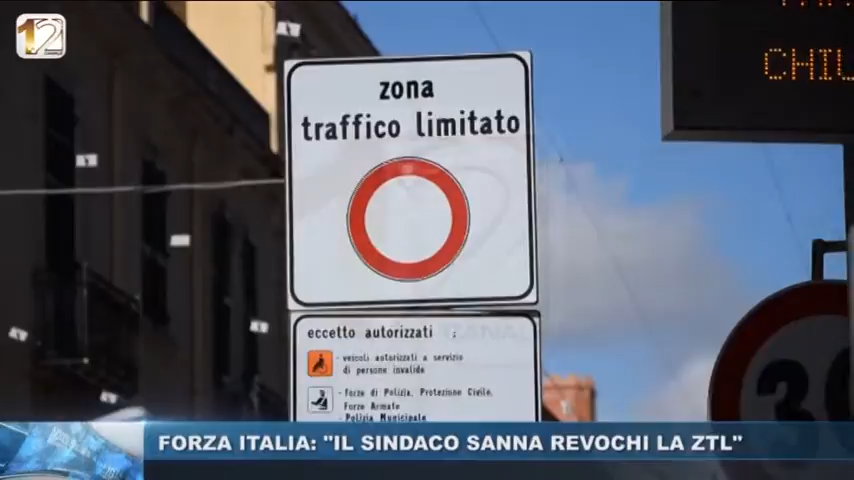 12
CHIU
zona
traffico limitato
eccetto autorizzati :
- veicoli autorizzati a servizio
di persone invalide
- Forze di Polizia, Protezione Civile,
Forze Armate
- Polizia Municipale
30
FORZA ITALIA: "IL SINDACO SANNA REVOCHI LA ZTL"